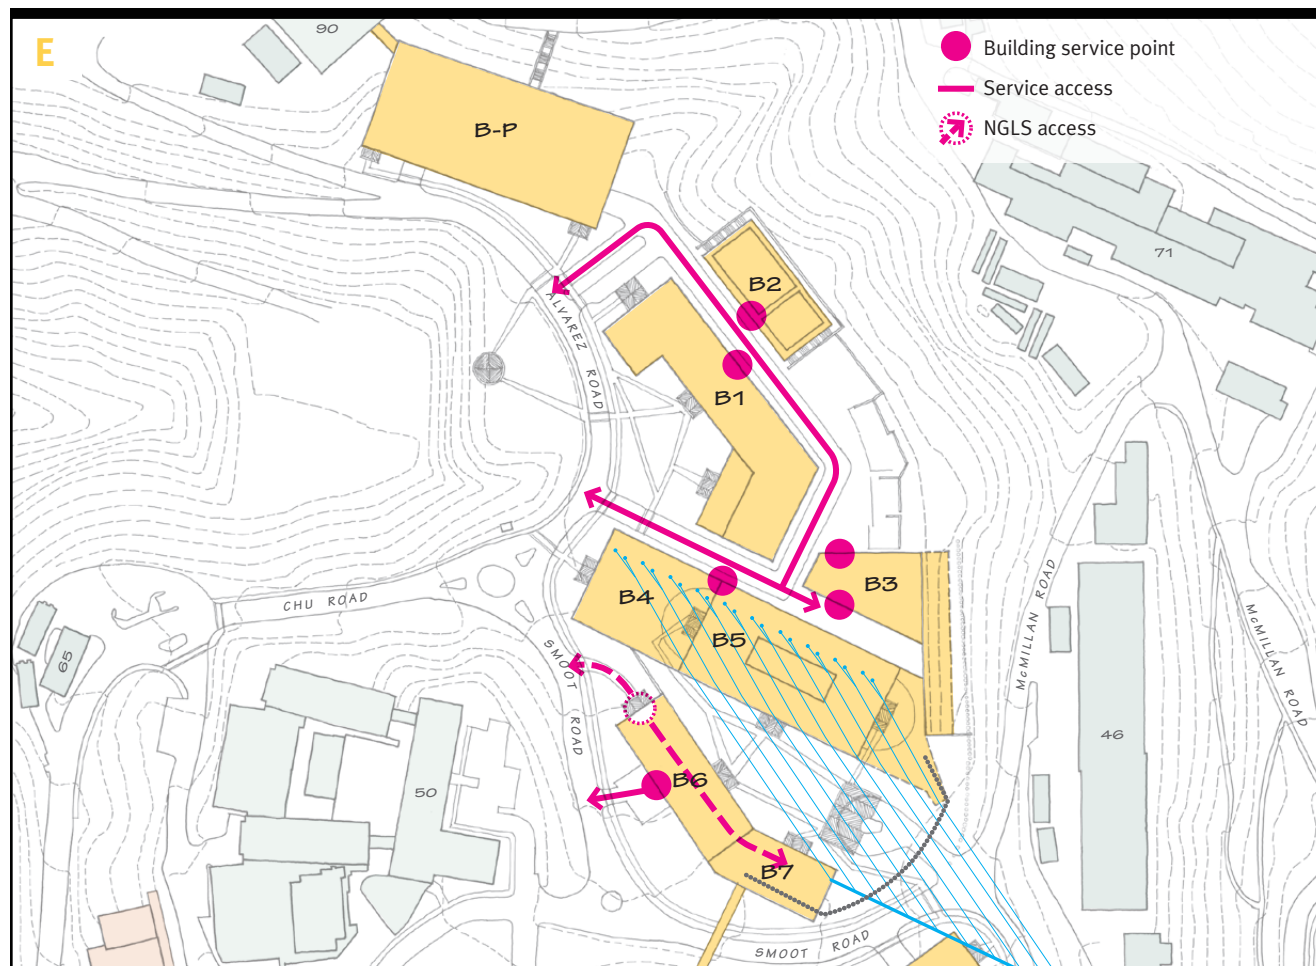 E
90
Building service point
Service access
NGLS access
B-P
71
B2
ALVAREZ ROAD
B1
B3
B4
B5
CHU ROAD
McMILLAN ROAD
McMILLAN ROAD
65
SMOOT ROAD
46
50
B6
B7
SMOOT ROAD